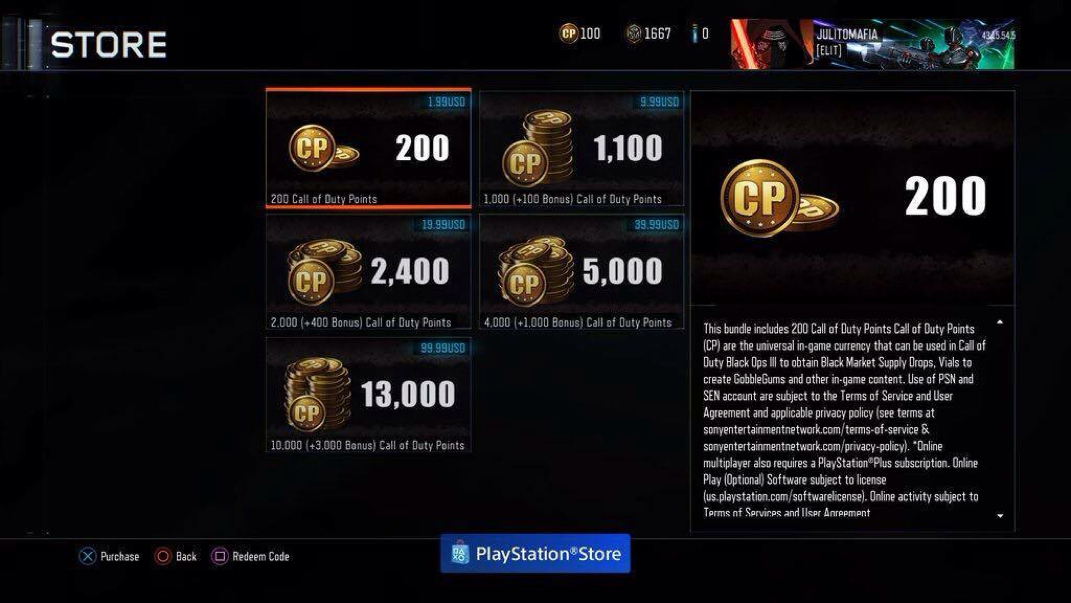 STORE
CP 100
1667
0
JULITOMAFIA
[ELIT]
1.99USD
CP
200
200 Call of Duty Points
9.99USD
CP
1,100
1,000 (+100 Bonus) Call of Duty Points
19.99USD
CP
2,400
2,000 (+400 Bonus) Call of Duty Points
39.99USD
CP
5,000
4,000 (+1,000 Bonus) Call of Duty Points
99.99USD
CP
13,000
10,000 (+3,000 Bonus) Call of Duty Points
CP
200
This bundle includes 200 Call of Duty Points Call of Duty Points
(CP) are the universal in-game currency that can be used in Call of
Duty Black Ops III to obtain Black Market Supply Drops, Vials to
create GobbleGums and other in-game content. Use of PSN and
SEN account are subject to the Terms of Service and User
Agreement and applicable privacy policy (see terms at
sonyentertainmentnetwork.com/terms-of-service &
sonyentertainmentnetwork.com/privacy-policy). *Online
multiplayer also requires a PlayStation®Plus subscription. Online
Play (Optional) Software subject to license
(us.playstation.com/softwarelicense). Online activity subject to
Terms of Services and User Agreement
Purchase
Back
Redeem Code
PlayStation®Store